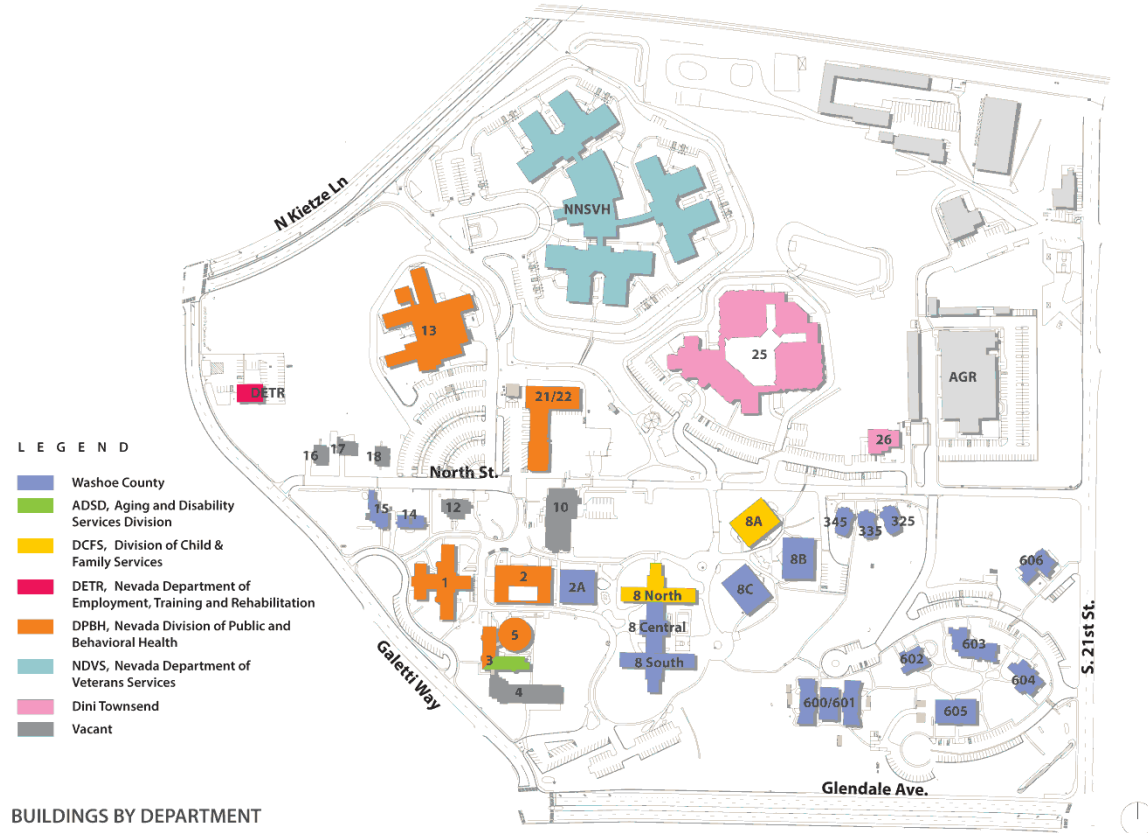 N Kietze Ln
NNSVH
13
25
AGR
DETR
21/22
26
16
17
18
North St.
LEGEND
Washoe County
ADSD, Aging and Disability
Services Division
DCFS, Division of Child &
Family Services
DETR, Nevada Department of
Employment, Training and Rehabilitation
DPBH, Nevada Division of Public and
Behavioral Health
NDVS, Nevada Department of
Veterans Services
Dini Townsend
Vacant
15
14
12
10
8A
345
335
325
8B
606
1
2
2A
8 North
8C
8 Central
5
3
8 South
4
602
603
604
600/601
605
Galetti Way
S. 21st St.
Glendale Ave.
BUILDINGS BY DEPARTMENT